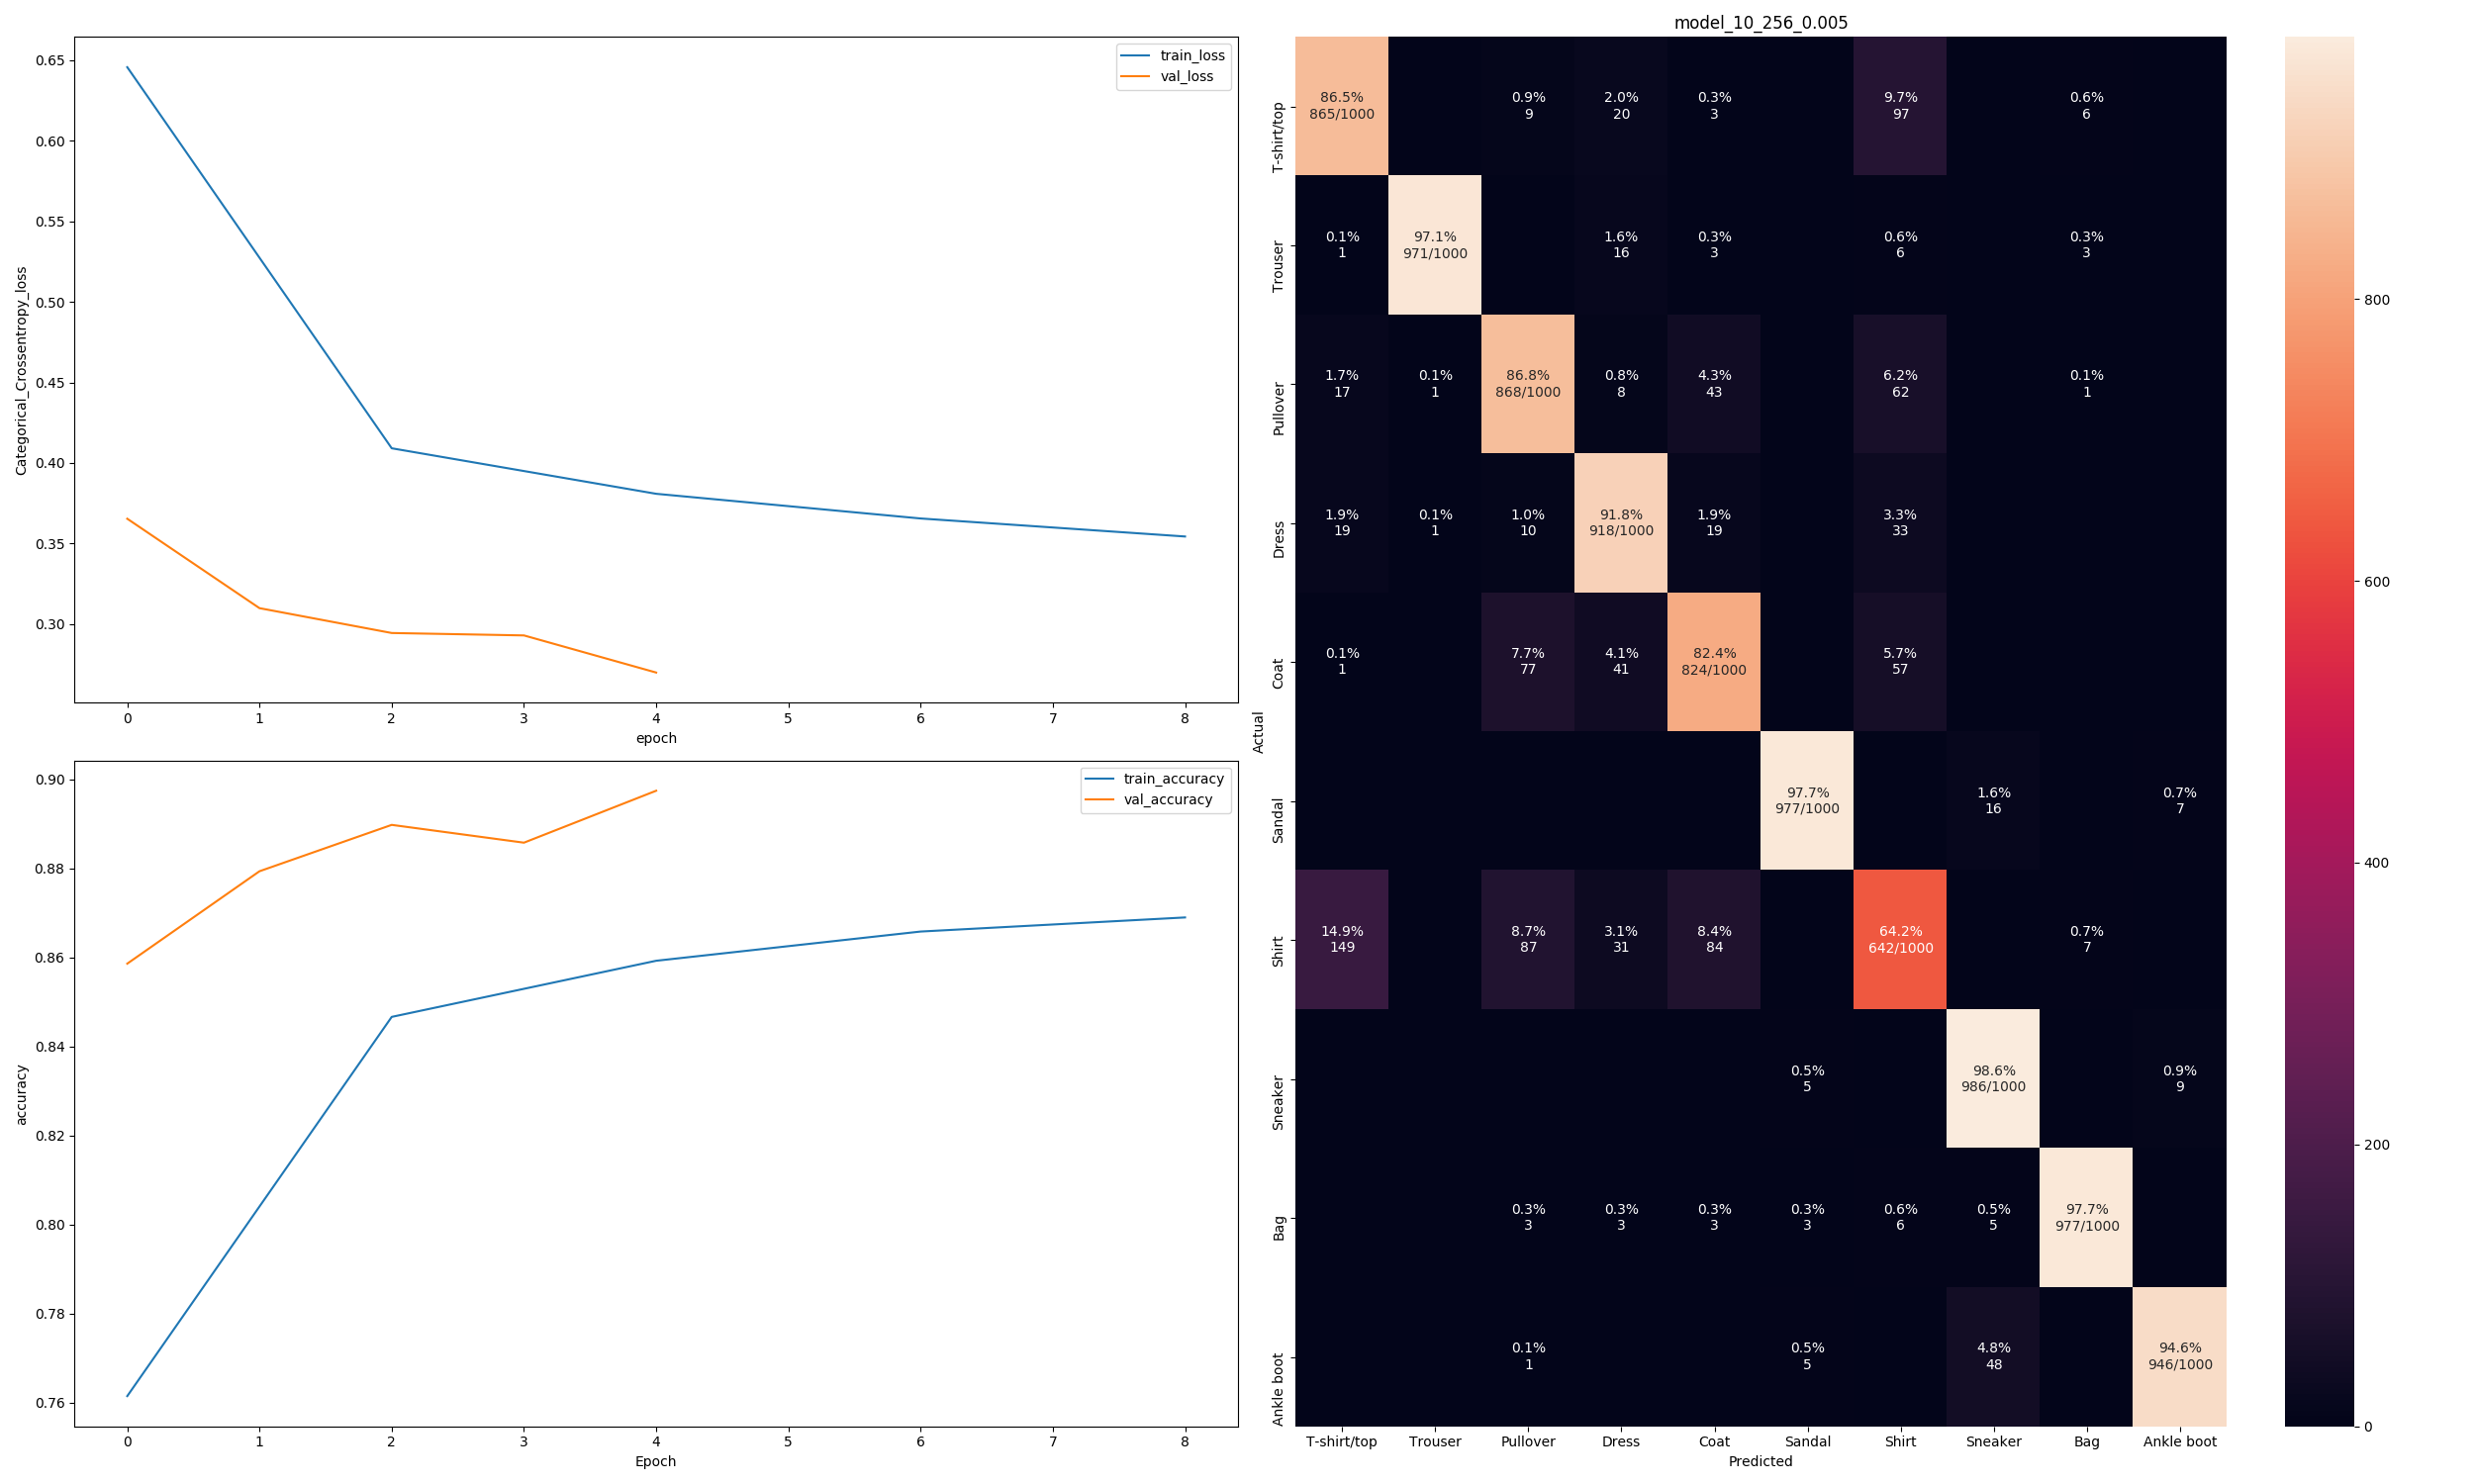 train_loss
val_loss
0.65
0.60
0.55
0.50
0.45
0.40
0.35
0.30
Categorical_Crossentropy_loss
0 1 2 3 4 5 6 7 8
epoch
train_accuracy
val_accuracy
0.90
0.88
0.86
0.84
0.82
0.80
0.78
0.76
accuracy
0 1 2 3 4 5 6 7 8
Epoch
model_10_256_0.005
Actual
T-shirt/top
86.5% 0.9% 2.0% 0.3% 9.7% 0.6%
865/1000 9 20 3 97 6
Trouser
0.1% 97.1% 1.6% 0.3% 0.6% 0.3%
1 971/1000 16 3 6 3
Pullover
1.7% 0.1% 86.8% 0.8% 4.3% 6.2% 0.1%
17 1 868/1000 8 43 62 1
Dress
1.9% 0.1% 1.0% 91.8% 1.9% 3.3%
19 1 10 918/1000 19 33
Coat
0.1% 7.7% 4.1% 82.4% 5.7%
1 77 41 824/1000 57
Sandal
97.7% 1.6% 0.7%
977/1000 16 7
Shirt
14.9% 8.7% 3.1% 8.4% 64.2% 0.7%
149 87 31 84 642/1000 7
Sneaker
0.5% 98.6% 0.9%
5 986/1000 9
Bag
0.3% 0.3% 0.3% 0.3% 0.6% 0.5% 97.7%
3 3 3 3 6 5 977/1000
Ankle boot
0.1% 0.5% 4.8% 94.6%
1 5 48 946/1000
T-shirt/top Trouser Pullover Dress Coat Sandal Shirt Sneaker Bag Ankle boot
Predicted
800
600
400
200
0